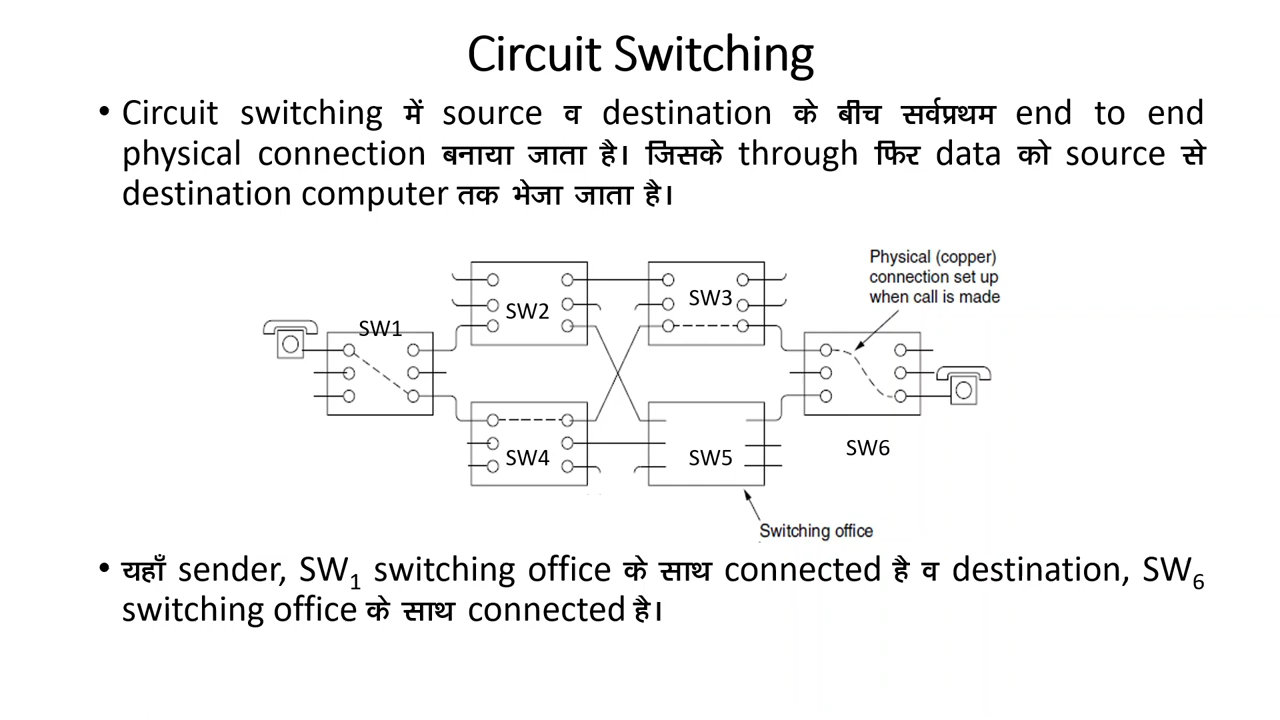 Circuit Switching
• Circuit switching में source व destination के बीच सर्वप्रथम end to end
physical connection बनाया जाता है। जिसके through फिर data को source से
destination computer तक भेजा जाता है।
Physical (copper)
connection set up
when call is made
SW1
SW2
SW3
SW4
SW5
SW6
Switching office
• यहाँ sender, SW₁ switching office के साथ connected है व destination, SW₆
switching office के साथ connected है।